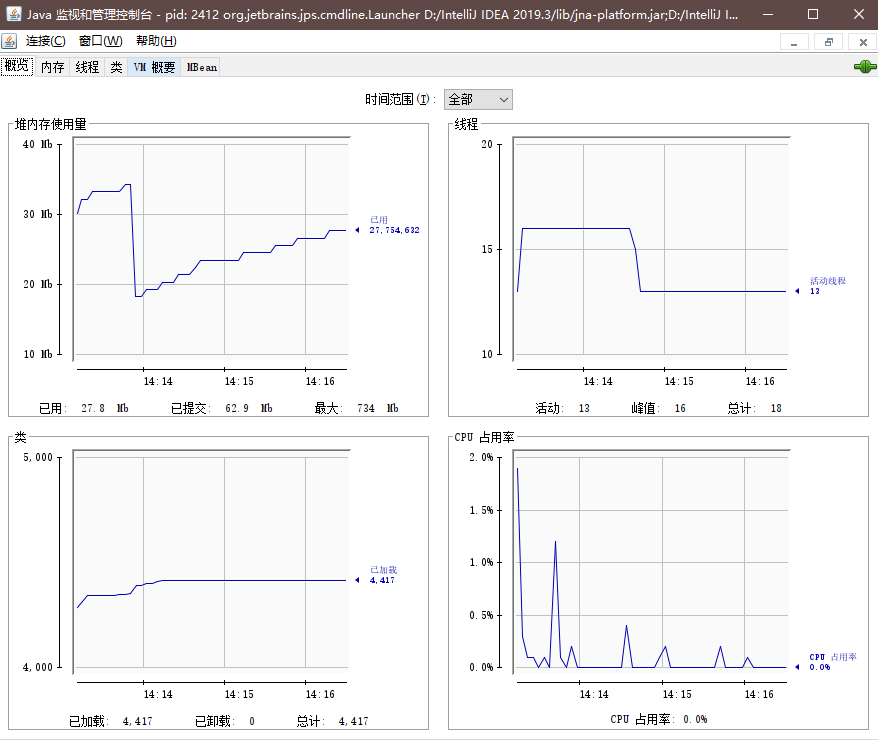 Java 监视和管理控制台 - pid: 2412 org.jetbrains.jps.cmdline.Launcher D:/IntelliJ IDEA 2019.3/lib/jna-platform.jar;D:/IntelliJ I...
连接(C) 窗口(W) 帮助(H)
概览 内存 线程 类 VM 概要 MBean
时间范围(T): 全部
堆内存使用量
40 Mb
30 Mb
20 Mb
10 Mb
已用
27,754,632
14:14 14:15 14:16
已用: 27.8 Mb 已提交: 62.9 Mb 最大: 734 Mb
线程
20
15
10
活动线程
13
14:14 14:15 14:16
活动: 13 峰值: 16 总计: 18
类
5,000
4,000
已加载
4,417
14:14 14:15 14:16
已加载: 4,417 已卸载: 0 总计: 4,417
CPU 占用率
2.0%
1.5%
1.0%
0.5%
0.0%
CPU 占用率
0.0%
14:14 14:15 14:16
CPU 占用率: 0.0%